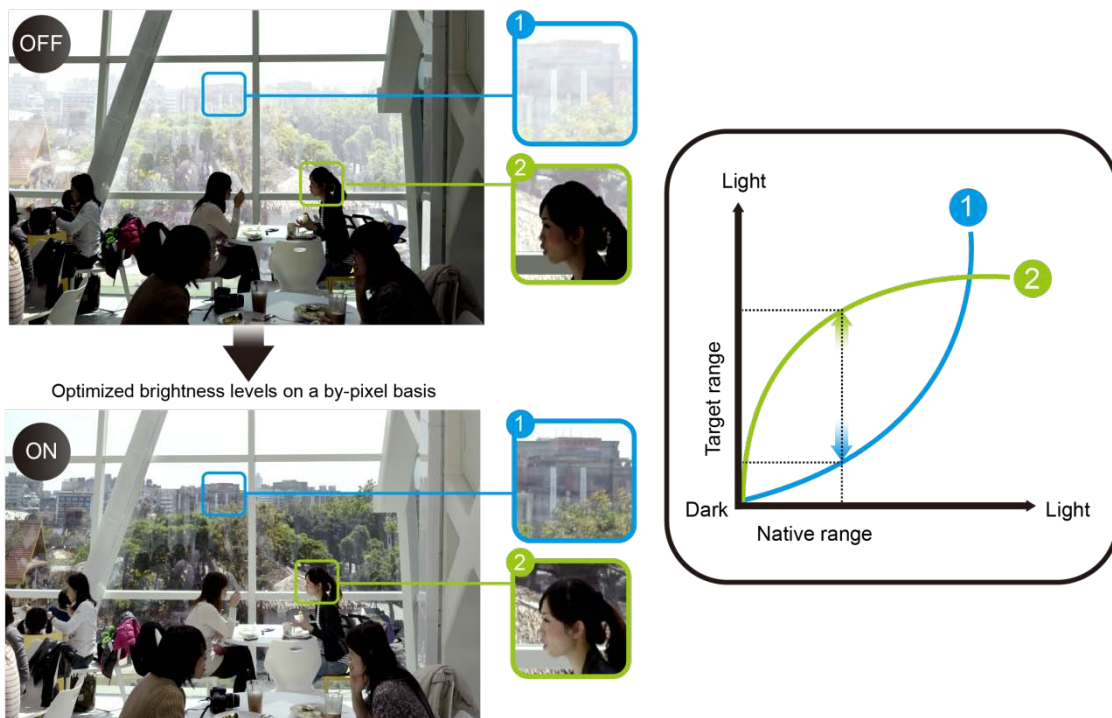 OFF
1
2
Optimized brightness levels on a by-pixel basis
ON
1
2
Light
1
2
Target range
Dark
Light
Native range